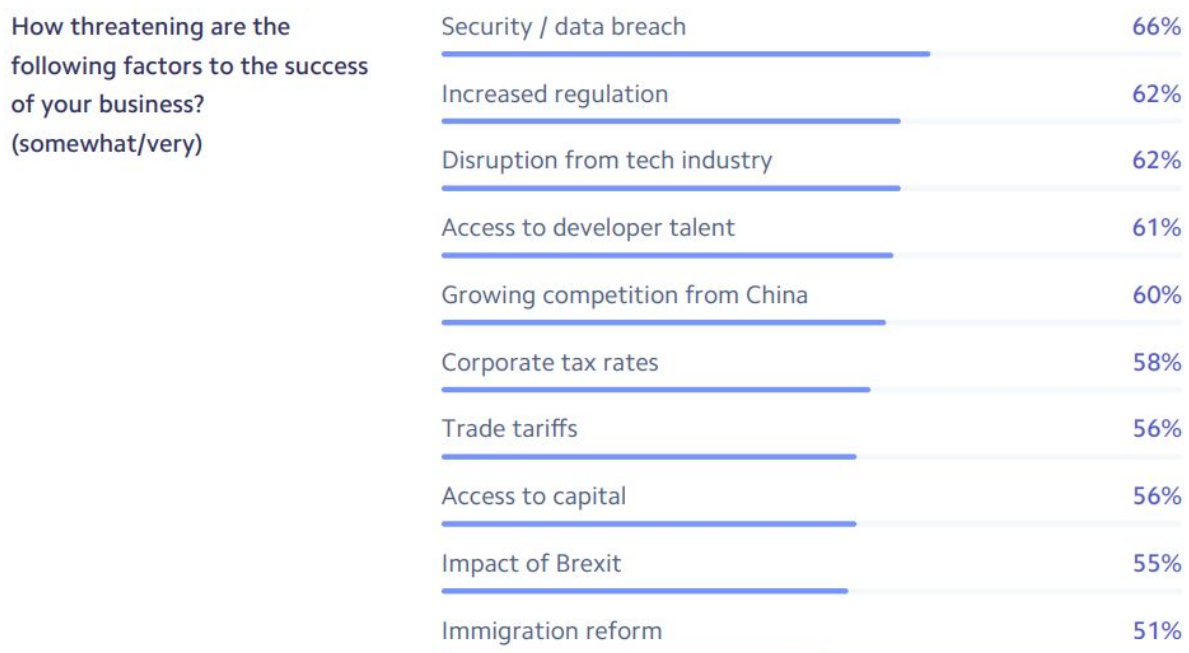 How threatening are the
following factors to the success
of your business?
(somewhat/very)
Security / data breach 66%
Increased regulation 62%
Disruption from tech industry 62%
Access to developer talent 61%
Growing competition from China 60%
Corporate tax rates 58%
Trade tariffs 56%
Access to capital 56%
Impact of Brexit 55%
Immigration reform 51%